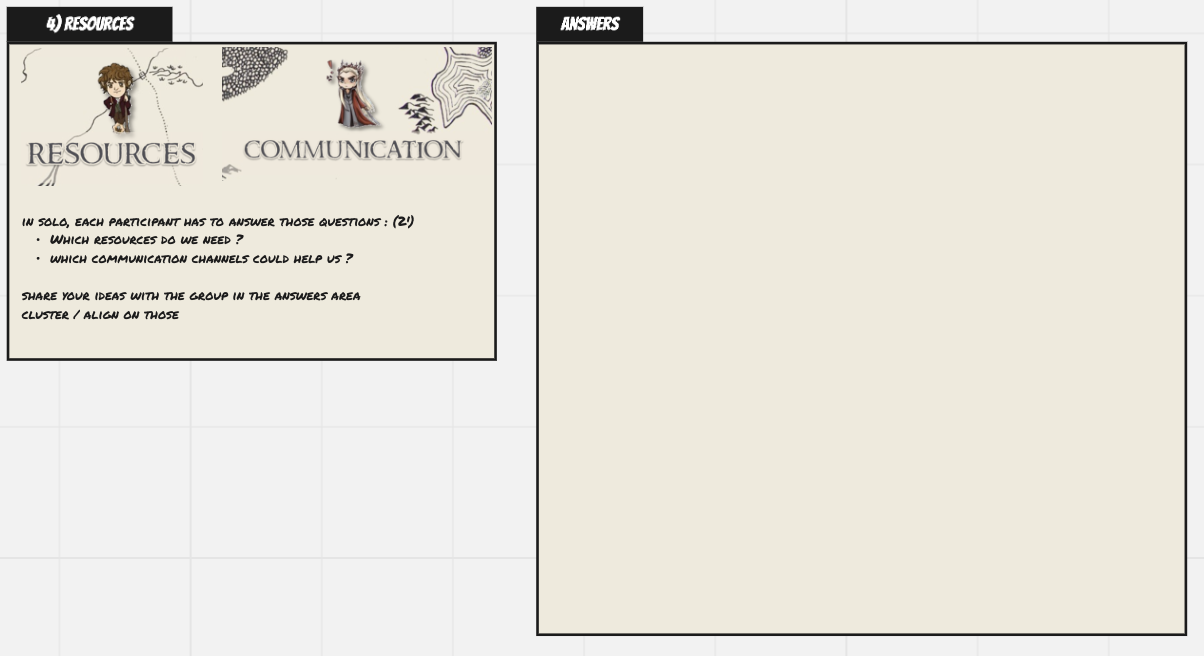 4) RESOURCES
RESOURCES
COMMUNICATION
IN SOLO, EACH PARTICIPANT HAS TO ANSWER THOSE QUESTIONS : (2')
• WHICH RESOURCES DO WE NEED ?
• WHICH COMMUNICATION CHANNELS COULD HELP US ?
SHARE YOUR IDEAS WITH THE GROUP IN THE ANSWERS AREA
CLUSTER / ALIGN ON THOSE
ANSWERS